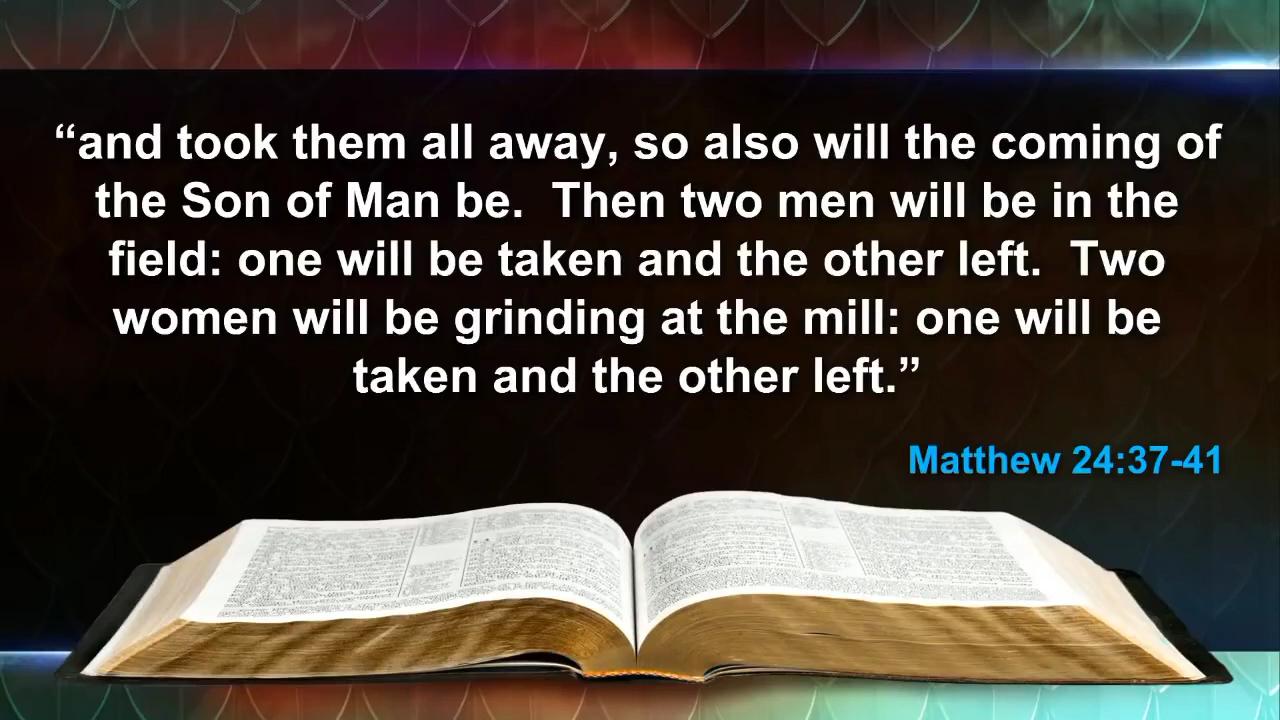 “and took them all away, so also will the coming of
the Son of Man be.  Then two men will be in the
field: one will be taken and the other left.  Two
women will be grinding at the mill: one will be
taken and the other left.”
Matthew 24:37-41